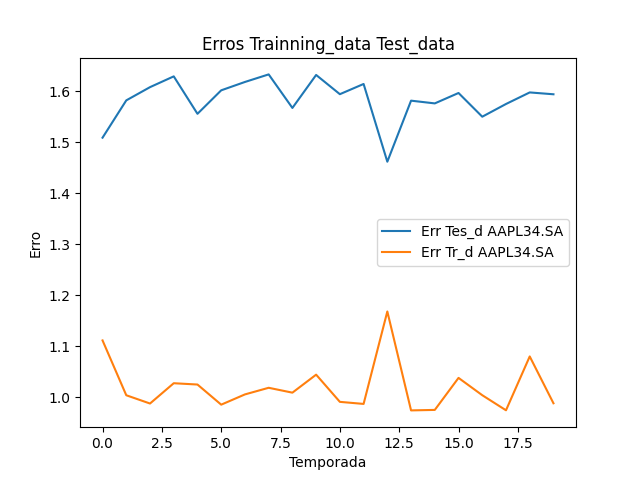 Erros Trainning_data Test_data
1.6
1.5
1.4
1.3
1.2
1.1
1.0
Erro
Err Tes_d AAPL34.SA
Err Tr_d AAPL34.SA
0.0 2.5 5.0 7.5 10.0 12.5 15.0 17.5
Temporada